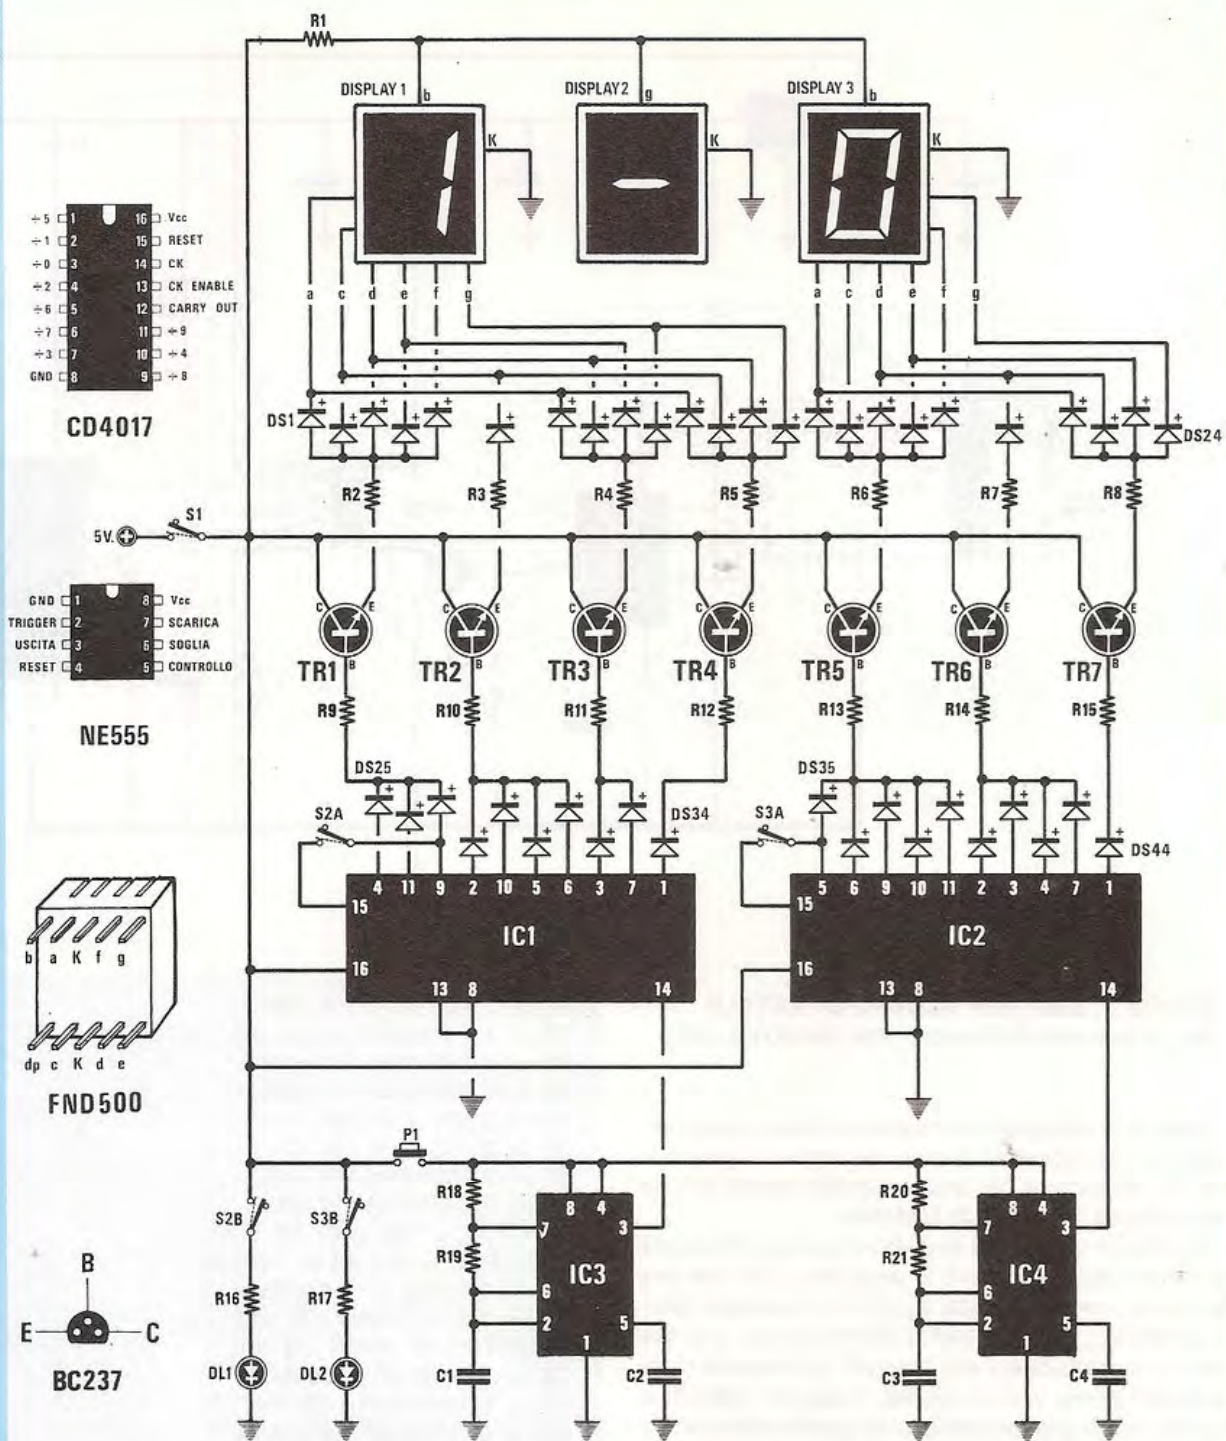 R1
DISPLAY 1
b
K
DISPLAY 2
g
K
DISPLAY 3
b
K
a c d e f g
a c d e f g
÷5 1 16 Vcc
÷1 2 15 RESET
÷0 3 14 CK
÷2 4 13 CK ENABLE
÷6 5 12 CARRY OUT
÷7 6 11 ÷9
÷3 7 10 ÷4
GND 8 9 ÷8
CD4017
DS1 + + + + + + + + + + + + + + + + + + + + + + + + DS24
R2 R3 R4 R5 R6 R7 R8
5V. + S1
C E C E C E C E C E C E C E
B B B B B B B
TR1 TR2 TR3 TR4 TR5 TR6 TR7
GND 1 8 Vcc
TRIGGER 2 7 SCARICA
USCITA 3 6 SOGLIA
RESET 4 5 CONTROLLO
NE555
R9 R10 R11 R12 R13 R14 R15
DS25 DS35
S2A DS34 S3A DS44
4 11 9 2 10 5 6 3 7 1
15
IC1
16
13 8 14
5 6 9 10 11 2 3 4 7 1
15
IC2
16
13 8 14
b a K f g
dp c K d e
FND500
P1
S2B S3B
R18
R19
8 4
7 3
IC3
6
2 5
1
R20
R21
8 4
7 3
IC4
6
2 5
1
R16 R17
DL1 DL2
C1 C2 C3 C4
B
E C
BC237